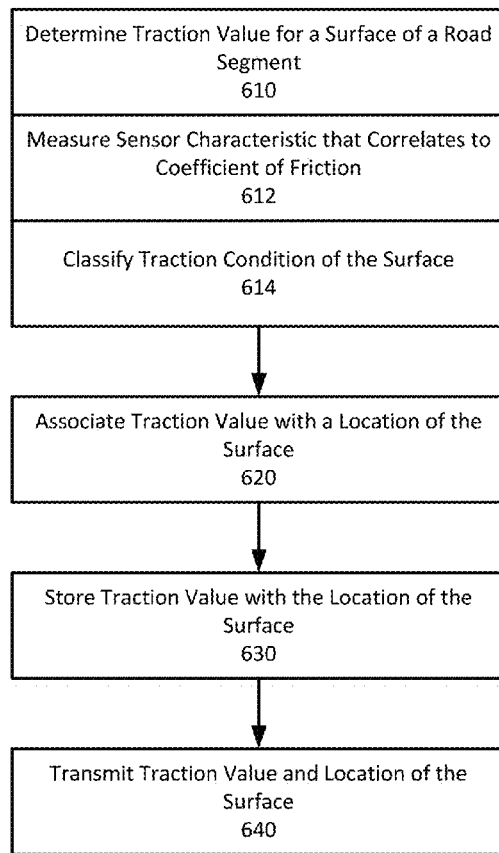 Determine Traction Value for a Surface of a Road
Segment
610
Measure Sensor Characteristic that Correlates to
Coefficient of Friction
612
Classify Traction Condition of the Surface
614
Associate Traction Value with a Location of the
Surface
620
Store Traction Value with the Location of the
Surface
630
Transmit Traction Value and Location of the
Surface
640